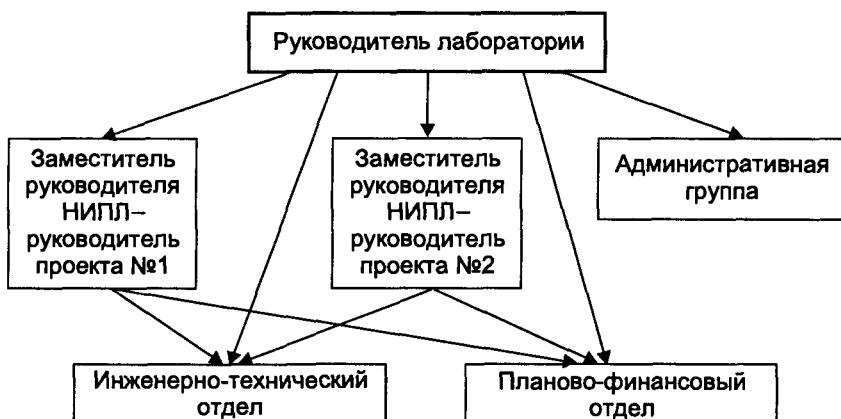 Руководитель лаборатории
Заместитель
руководителя
НИПЛ–
руководитель
проекта №1
Заместитель
руководителя
НИПЛ–
руководитель
проекта №2
Административная
группа
Инженерно-технический
отдел
Планово-финансовый
отдел